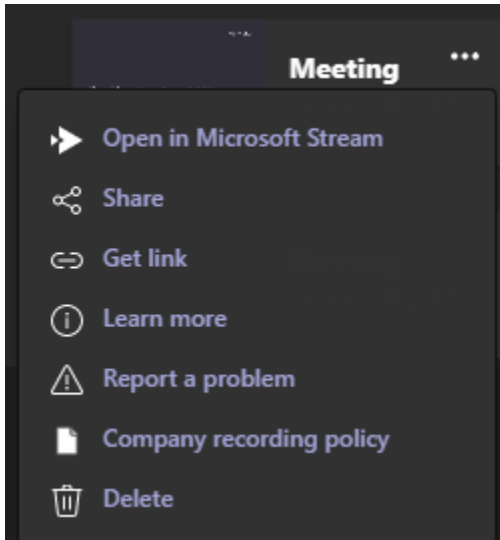 Meeting
Open in Microsoft Stream
Share
Get link
Learn more
Report a problem
Company recording policy
Delete